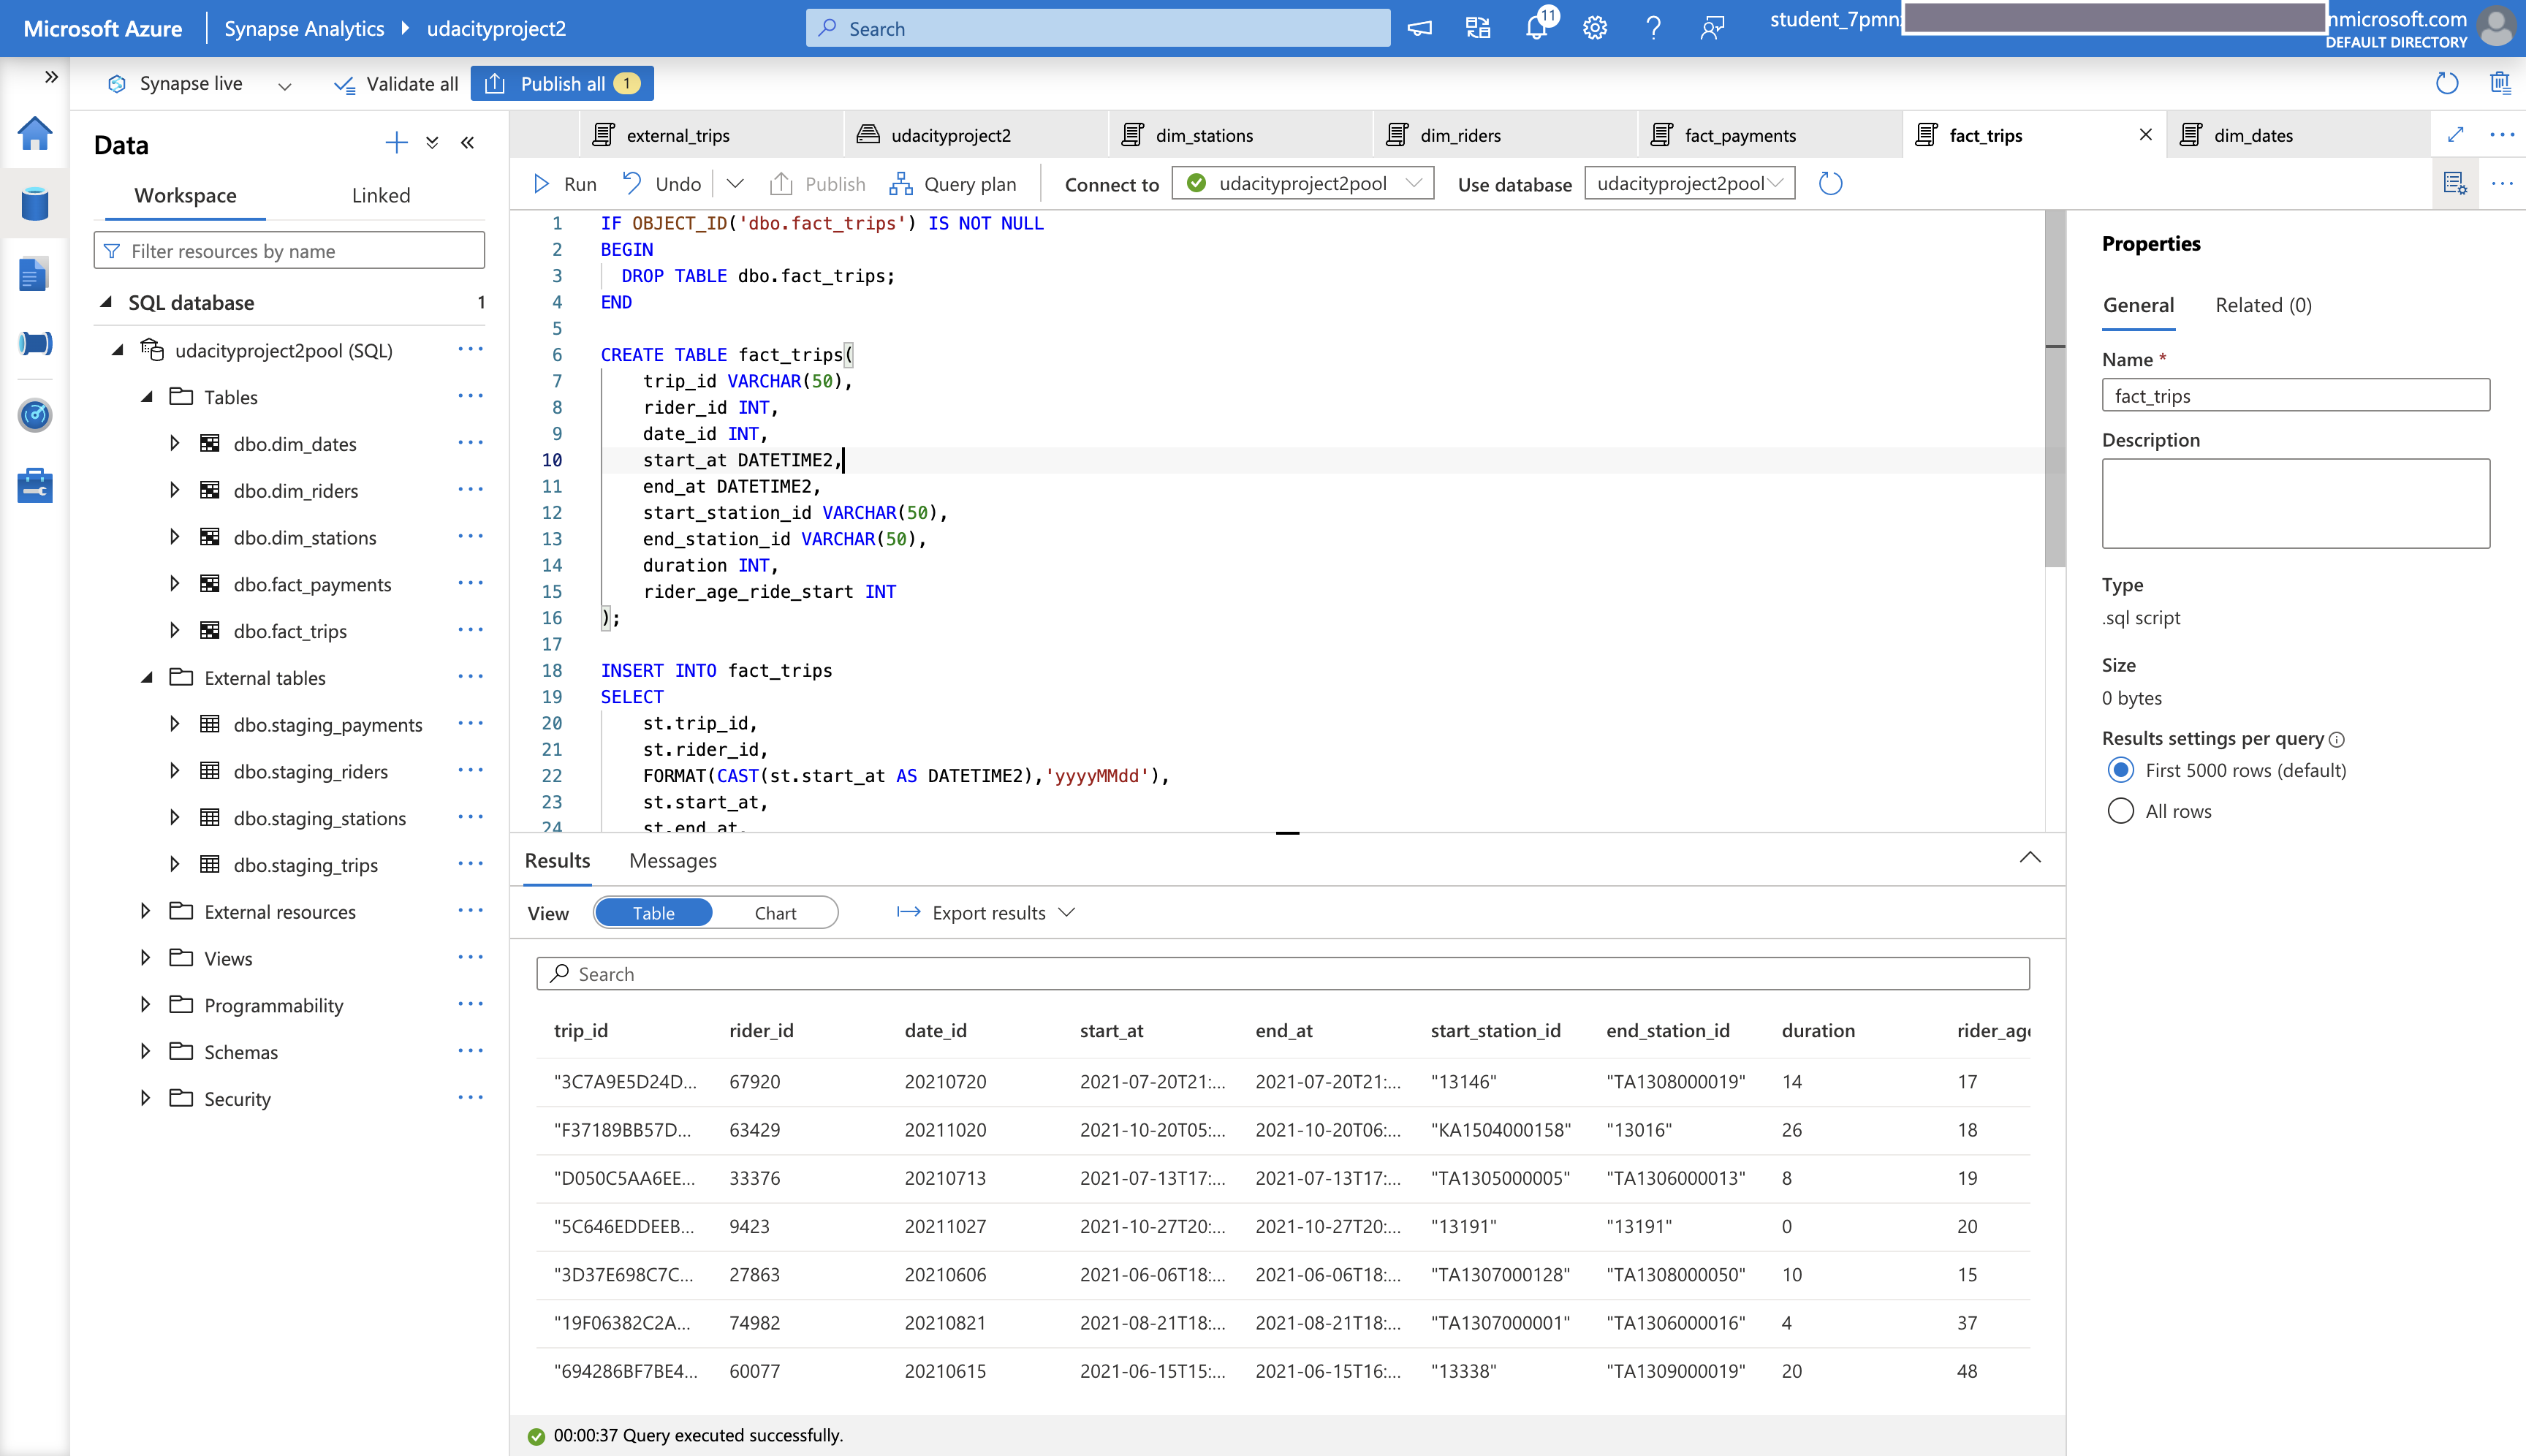 Microsoft Azure
Synapse Analytics
udacityproject2
Search
11
student_7pmn
nmicrosoft.com
DEFAULT DIRECTORY
Synapse live
Validate all
Publish all
1
Data
Workspace
Linked
Filter resources by name
SQL database
1
udacityproject2pool (SQL)
Tables
dbo.dim_dates
dbo.dim_riders
dbo.dim_stations
dbo.fact_payments
dbo.fact_trips
External tables
dbo.staging_payments
dbo.staging_riders
dbo.staging_stations
dbo.staging_trips
External resources
Views
Programmability
Schemas
Security
external_trips
udacityproject2
dim_stations
dim_riders
fact_payments
fact_trips
dim_dates
Run
Undo
Publish
Query plan
Connect to
udacityproject2pool
Use database
udacityproject2pool
1 IF OBJECT_ID('dbo.fact_trips') IS NOT NULL
2 BEGIN
3 DROP TABLE dbo.fact_trips;
4 END
5
6 CREATE TABLE fact_trips(
7 trip_id VARCHAR(50),
8 rider_id INT,
9 date_id INT,
10 start_at DATETIME2,
11 end_at DATETIME2,
12 start_station_id VARCHAR(50),
13 end_station_id VARCHAR(50),
14 duration INT,
15 rider_age_ride_start INT
16 );
17
18 INSERT INTO fact_trips
19 SELECT
20 st.trip_id,
21 st.rider_id,
22 FORMAT(CAST(st.start_at AS DATETIME2),'yyyyMMdd'),
23 st.start_at,
24 st.end_at,
Results
Messages
View
Table
Chart
Export results
Search
trip_id rider_id date_id start_at end_at start_station_id end_station_id duration rider_age
"3C7A9E5D24D... 67920 20210720 2021-07-20T21:... 2021-07-20T21:... "13146" "TA1308000019" 14 17
"F37189BB57D... 63429 20211020 2021-10-20T05:... 2021-10-20T06:... "KA1504000158" "13016" 26 18
"D050C5AA6EE... 33376 20210713 2021-07-13T17:... 2021-07-13T17:... "TA1305000005" "TA1306000013" 8 19
"5C646EDDEEB... 9423 20211027 2021-10-27T20:... 2021-10-27T20:... "13191" "13191" 0 20
"3D37E698C7C... 27863 20210606 2021-06-06T18:... 2021-06-06T18:... "TA1307000128" "TA1308000050" 10 15
"19F06382C2A... 74982 20210821 2021-08-21T18:... 2021-08-21T18:... "TA1307000001" "TA1306000016" 4 37
"694286BF7BE4... 60077 20210615 2021-06-15T15:... 2021-06-15T16:... "13338" "TA1309000019" 20 48
00:00:37 Query executed successfully.
Properties
General
Related (0)
Name *
fact_trips
Description
Type
.sql script
Size
0 bytes
Results settings per query
First 5000 rows (default)
All rows